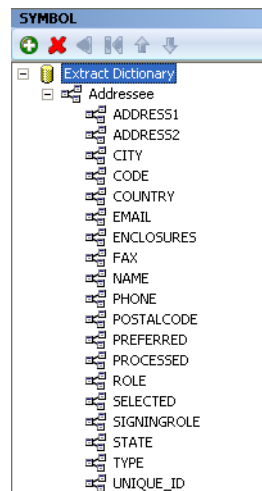 SYMBOL
Extract Dictionary
Addressee
ADDRESS1
ADDRESS2
CITY
CODE
COUNTRY
EMAIL
ENCLOSURES
FAX
NAME
PHONE
POSTALCODE
PREFERRED
PROCESSED
ROLE
SELECTED
SIGNINGROLE
STATE
TYPE
UNIQUE_ID